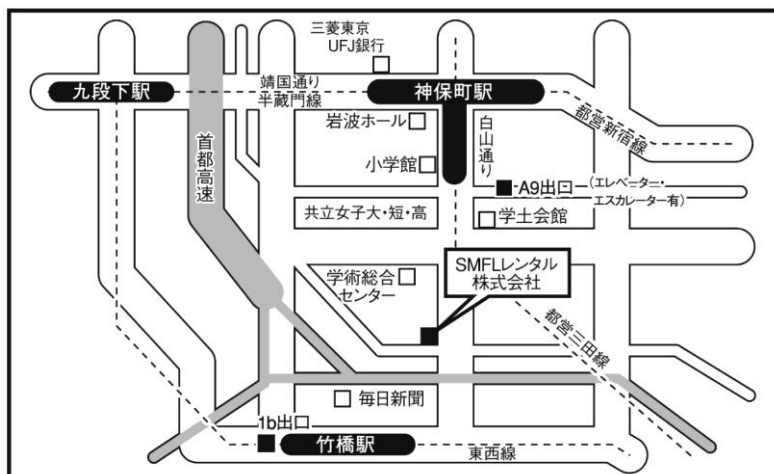 三菱東京
UFJ銀行
九段下駅
靖国通り
半蔵門線
神保町駅
都営新宿線
首都高速
岩波ホール
白山通り
小学館
A9出口
(エレベーター・
エスカレーター有)
共立女子大・短・高
学士会館
学術総合
センター
SMFLレンタル
株式会社
都営三田線
毎日新聞
1b出口
竹橋駅
東西線